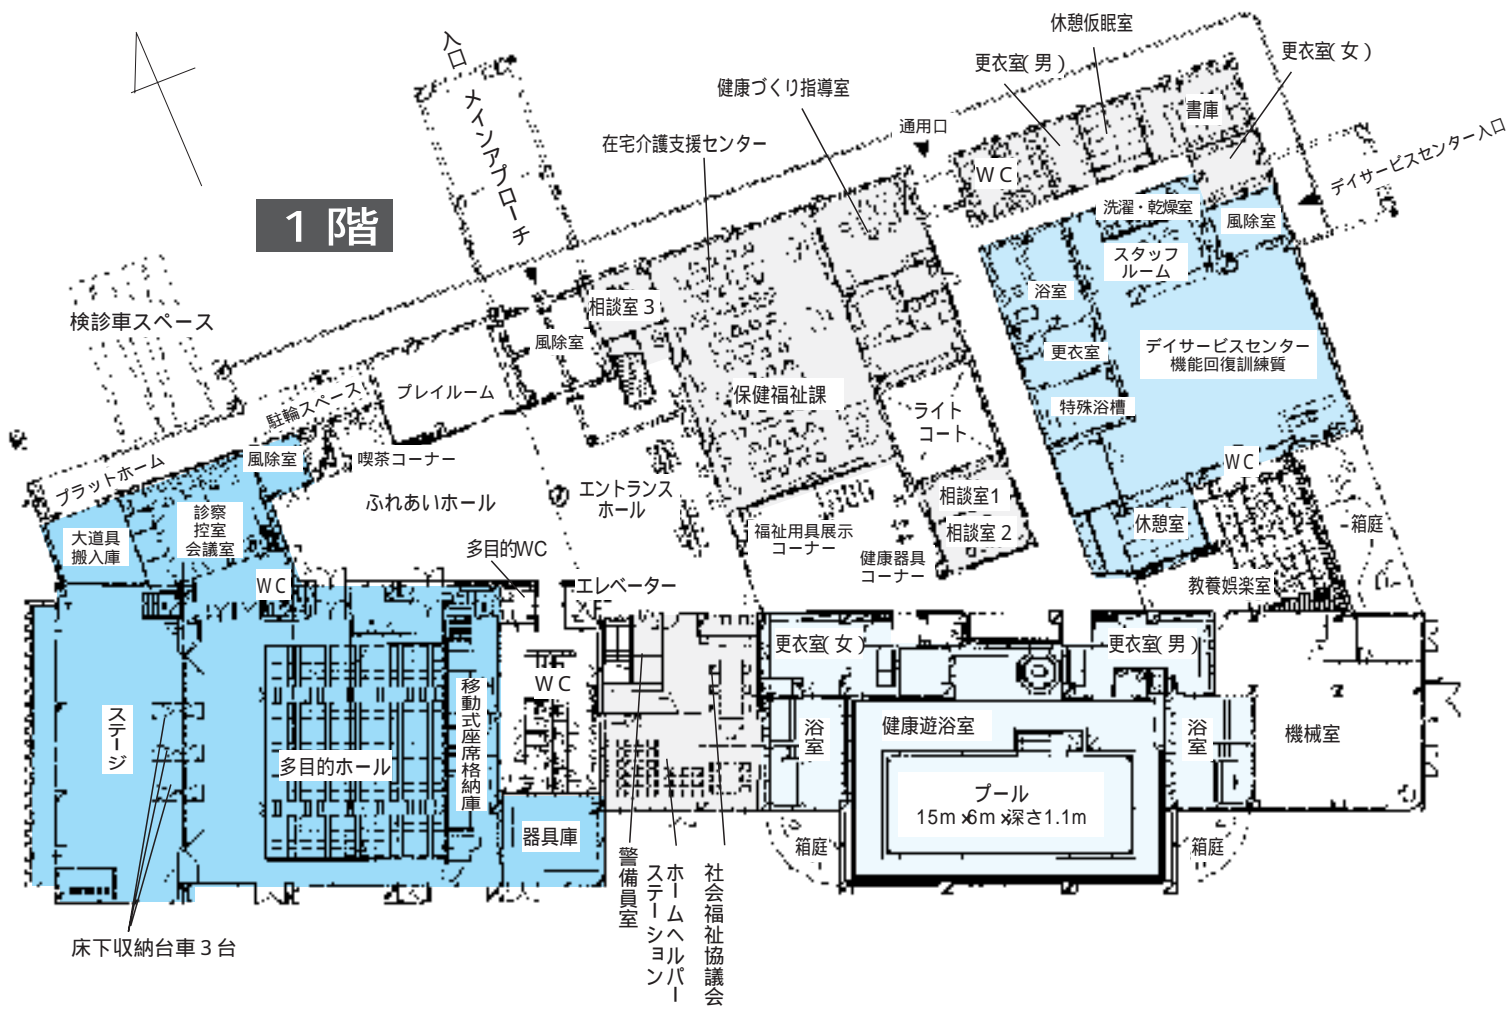 入口
メインアプローチ
休憩仮眠室
更衣室(男)
更衣室(女)
健康づくり指導室
書庫
通用口
在宅介護支援センター
WC
デイサービスセンター入口
1階
洗濯・乾燥室
風除室
スタッフ
ルーム
浴室
相談室3
検診車スペース
風除室
更衣室
デイサービスセンター
機能回復訓練質
プレイルーム
保健福祉課
駐輪スペース
ライト
コート
特殊浴槽
喫茶コーナー
風除室
プラットホーム
WC
ふれあいホール
エントランス
ホール
相談室1
診察
控室
会議室
大道具
搬入庫
福祉用具展示
コーナー
相談室2
休憩室
箱庭
多目的WC
健康器具
コーナー
WC
エレベーター
教養娯楽室
更衣室(女)
更衣室(男)
WC
移動式座席格納庫
ステージ
浴室
健康遊浴室
浴室
機械室
多目的ホール
プール
15m×6m×深さ1.1m
器具庫
箱庭
箱庭
警備員室
ホームヘルパー
ステーション
社会福祉協議会
床下収納台車3台